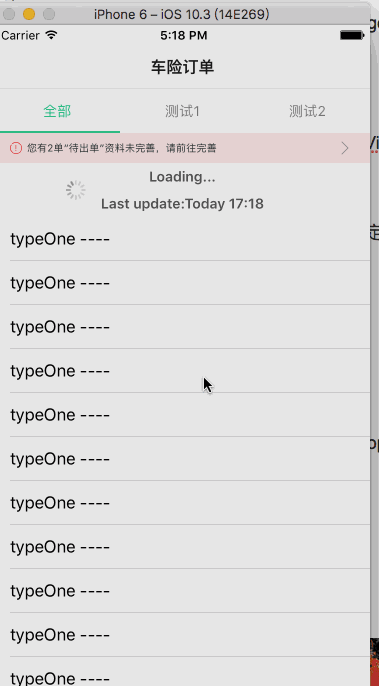 iPhone 6 – iOS 10.3 (14E269)
Carrier 5:18 PM
车险订单
全部 测试1 测试2
您有2单“待出单”资料未完善，请前往完善
Loading...
Last update:Today 17:18
typeOne ----
typeOne ----
typeOne ----
typeOne ----
typeOne ----
typeOne ----
typeOne ----
typeOne ----
typeOne ----
typeOne ----
typeOne ----